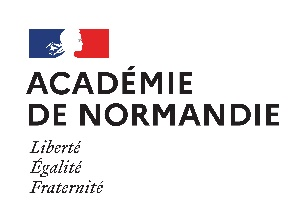 ACADÉMIE
DE NORMANDIE
Liberté
Égalité
Fraternité